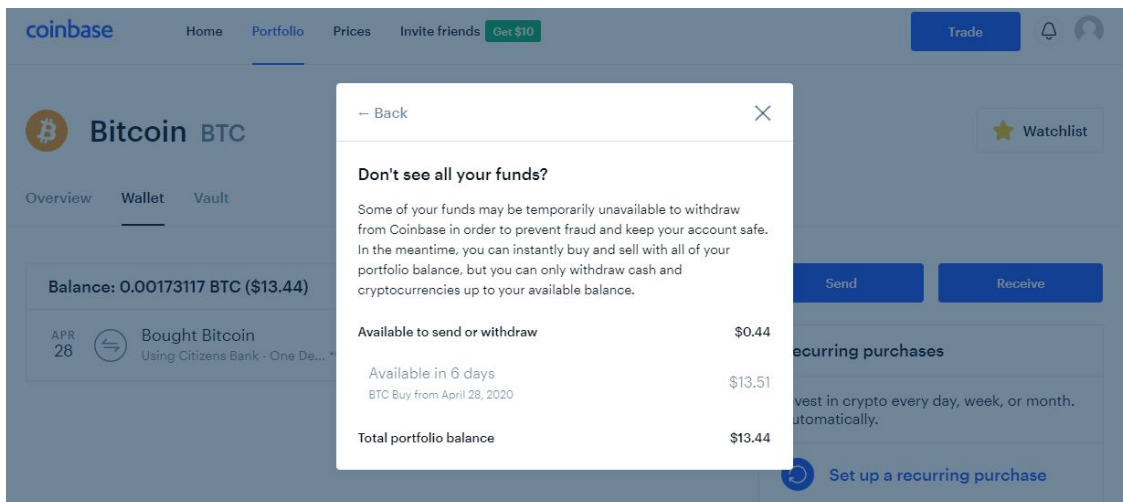 coinbase
Home Portfolio Prices Invite friends Get $10
Trade
Bitcoin BTC
Watchlist
Overview Wallet Vault
Balance: 0.00173117 BTC ($13.44)
APR
28
Bought Bitcoin
Using Citizens Bank - One De...
← Back
Don't see all your funds?
Some of your funds may be temporarily unavailable to withdraw
from Coinbase in order to prevent fraud and keep your account safe.
In the meantime, you can instantly buy and sell with all of your
portfolio balance, but you can only withdraw cash and
cryptocurrencies up to your available balance.
Available to send or withdraw $0.44
Available in 6 days $13.51
BTC Buy from April 28, 2020
Total portfolio balance $13.44
Send Receive
purchases
in crypto every day, week, or month.
Set up a recurring purchase